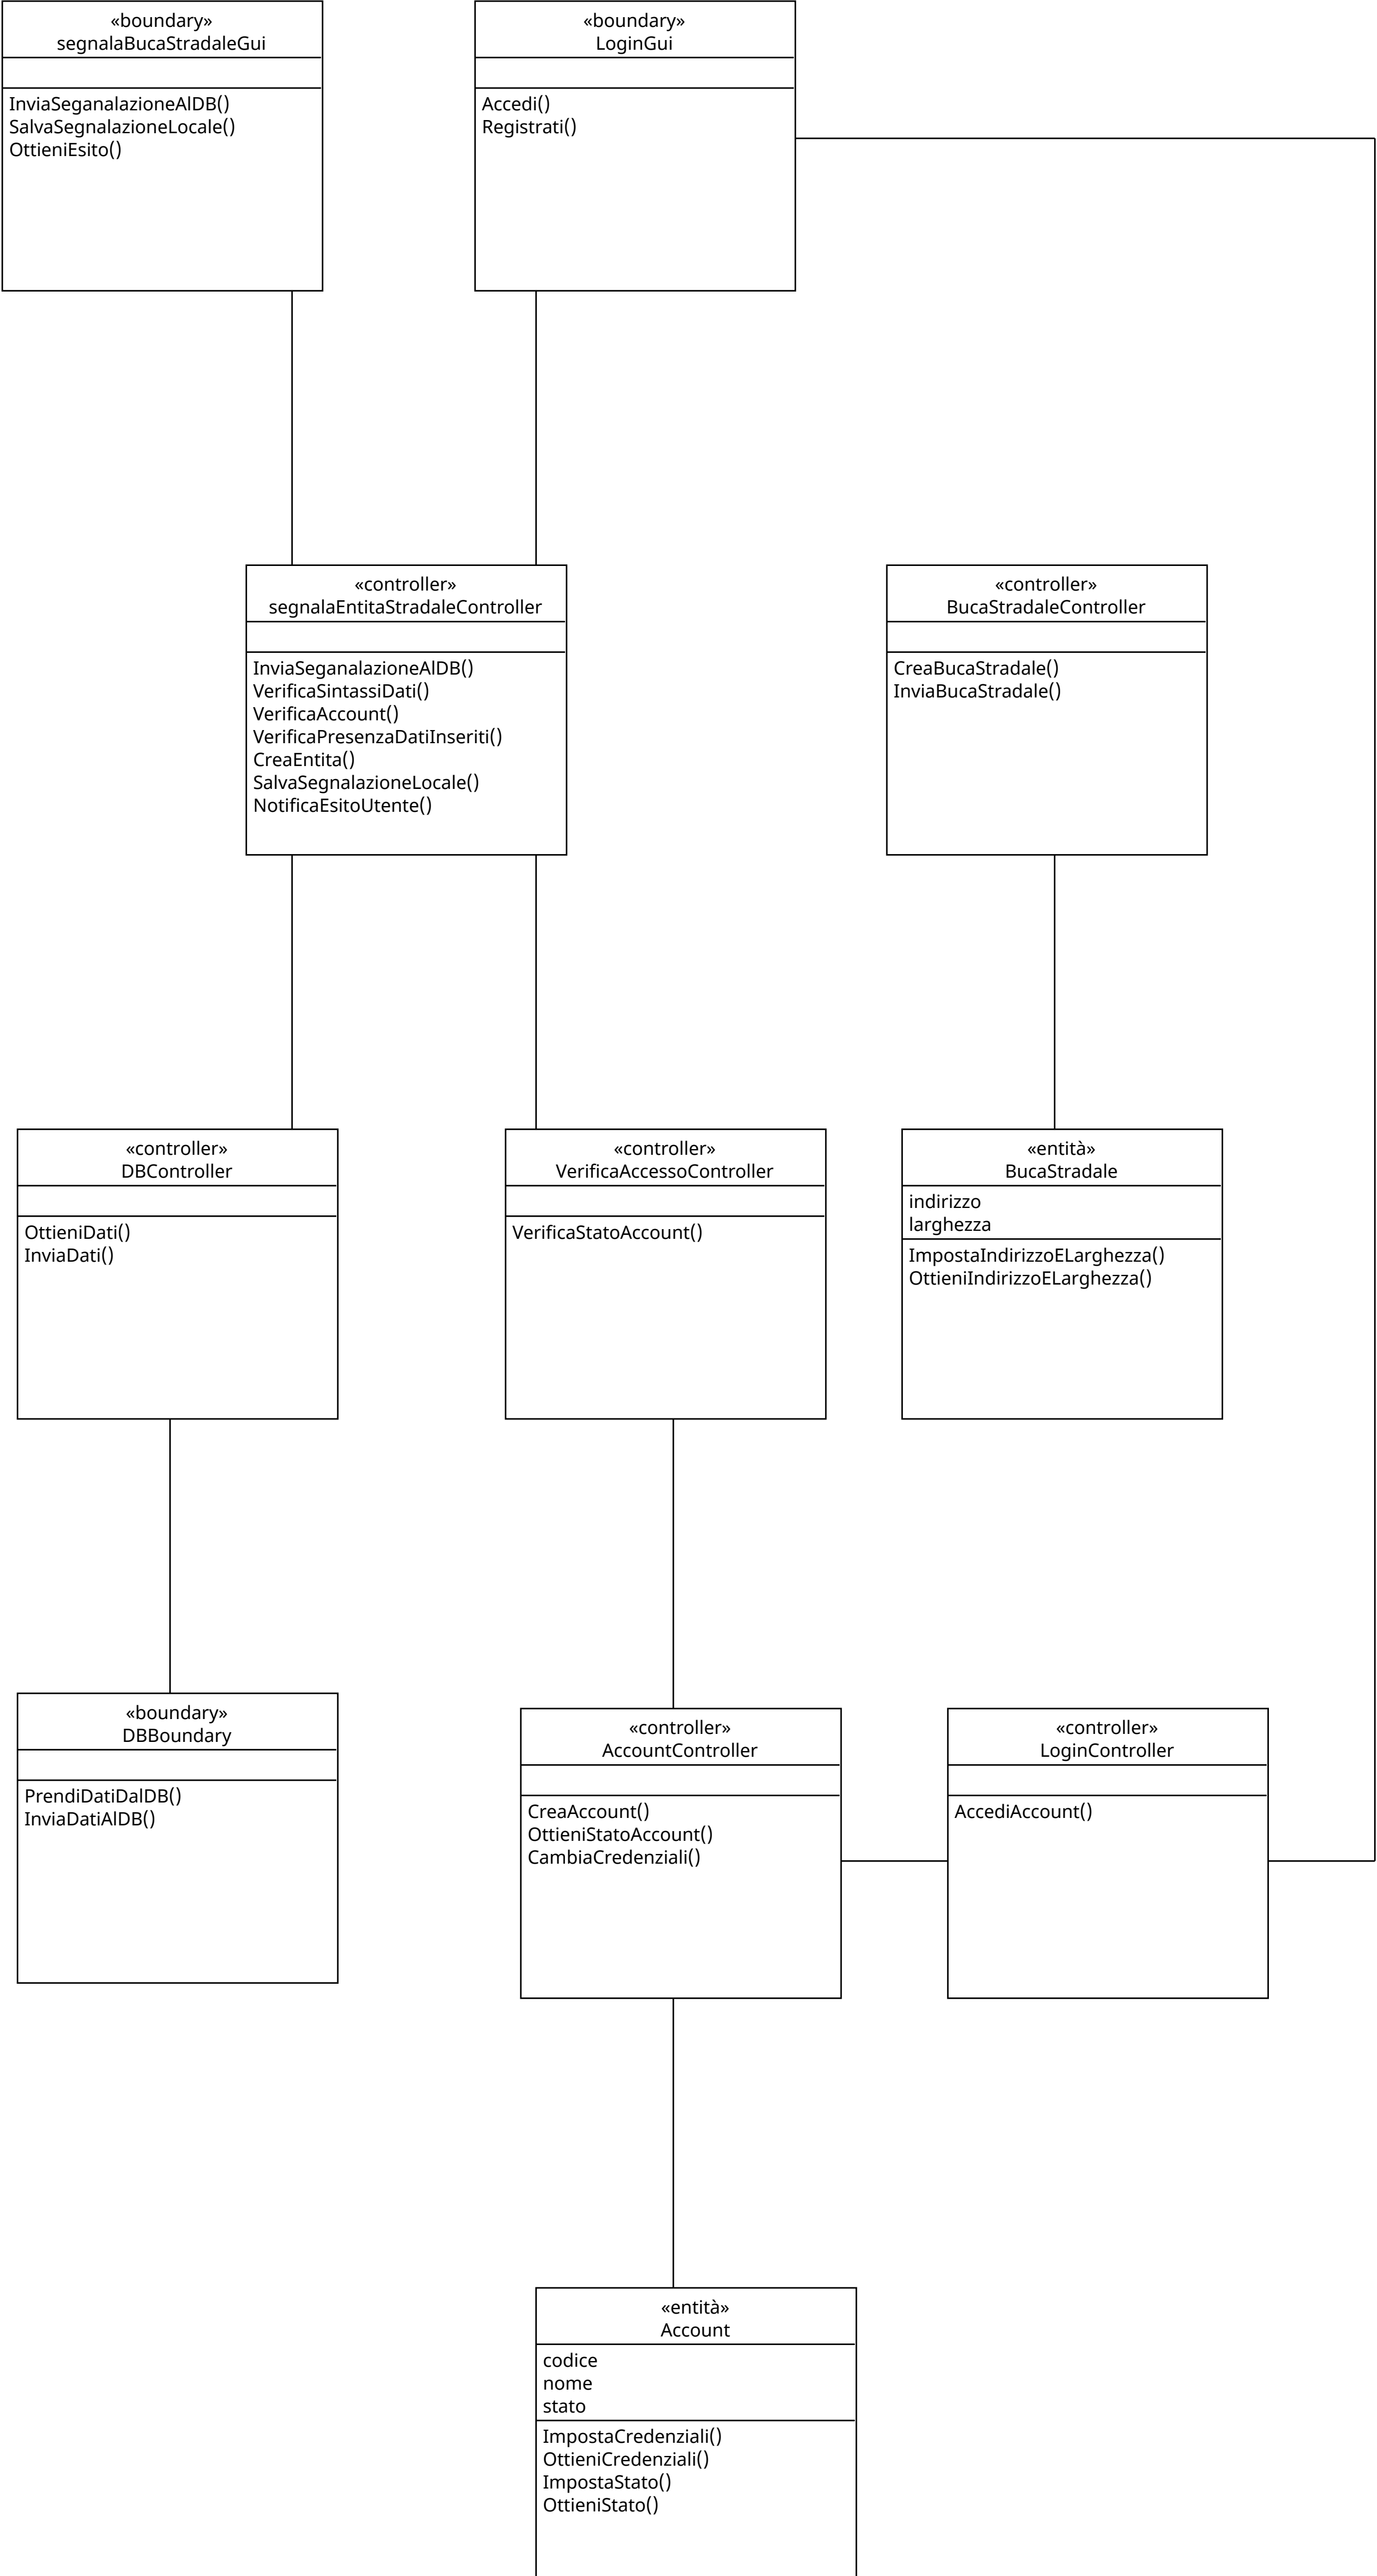 «boundary»
segnalaBucaStradaleGui
InviaSeganalazioneAlDB()
SalvaSegnalazioneLocale()
OttieniEsito()
«boundary»
LoginGui
Accedi()
Registrati()
«controller»
segnalaEntitaStradaleController
InviaSeganalazioneAlDB()
VerificaSintassiDati()
VerificaAccount()
VerificaPresenzaDatiInseriti()
CreaEntita()
SalvaSegnalazioneLocale()
NotificaEsitoUtente()
«controller»
BucaStradaleController
CreaBucaStradale()
InviaBucaStradale()
«controller»
DBController
OttieniDati()
InviaDati()
«controller»
VerificaAccessoController
VerificaStatoAccount()
«entità»
BucaStradale
indirizzo
larghezza
ImpostaIndirizzoELarghezza()
OttieniIndirizzoELarghezza()
«boundary»
DBBoundary
PrendiDatiDalDB()
InviaDatiAlDB()
«controller»
AccountController
CreaAccount()
OttieniStatoAccount()
CambiaCredenziali()
«controller»
LoginController
AccediAccount()
«entità»
Account
codice
nome
stato
ImpostaCredenziali()
OttieniCredenziali()
ImpostaStato()
OttieniStato()